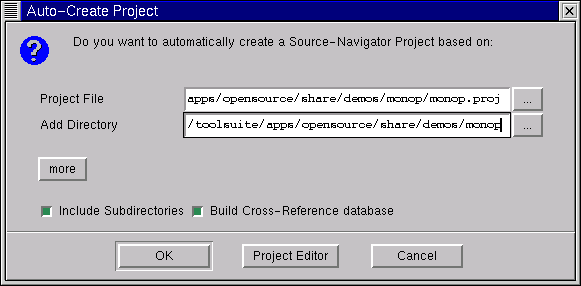 Auto-Create Project
Do you want to automatically create a Source-Navigator Project based on:
Project File apps/opensource/share/demos/monop/monop.proj ...
Add Directory /toolsuite/apps/opensource/share/demos/monop ...
more
Include Subdirectories Build Cross-Reference database
OK Project Editor Cancel